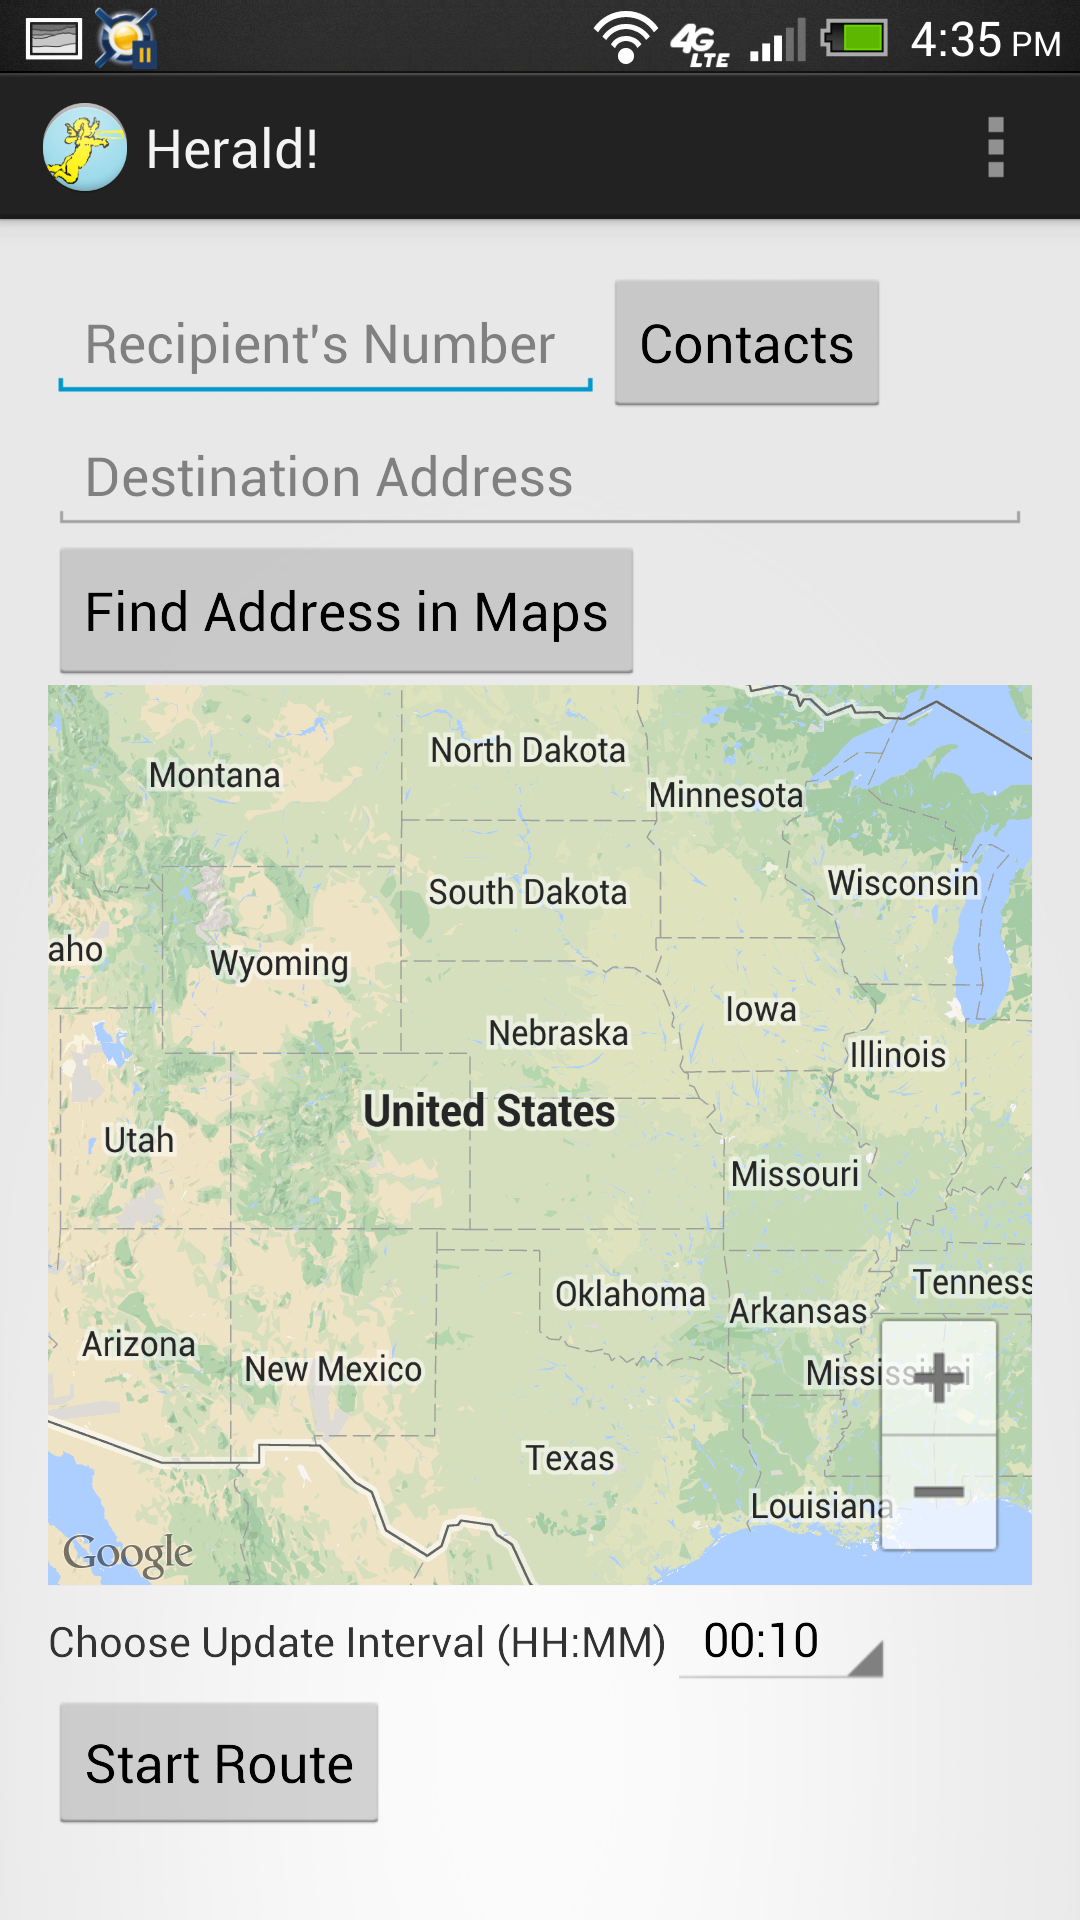 4G LTE 4:35 PM
Herald!
Recipient's Number Contacts
Destination Address
Find Address in Maps
North Dakota
Montana
Minnesota
Wisconsin
South Dakota
aho
Wyoming
Iowa
Nebraska
Illinois
United States
Utah
Missouri
Tenness
Oklahoma
Arkansas
Arizona
New Mexico
Mississippi
Texas
Louisiana
Google
Choose Update Interval (HH:MM) 00:10
Start Route